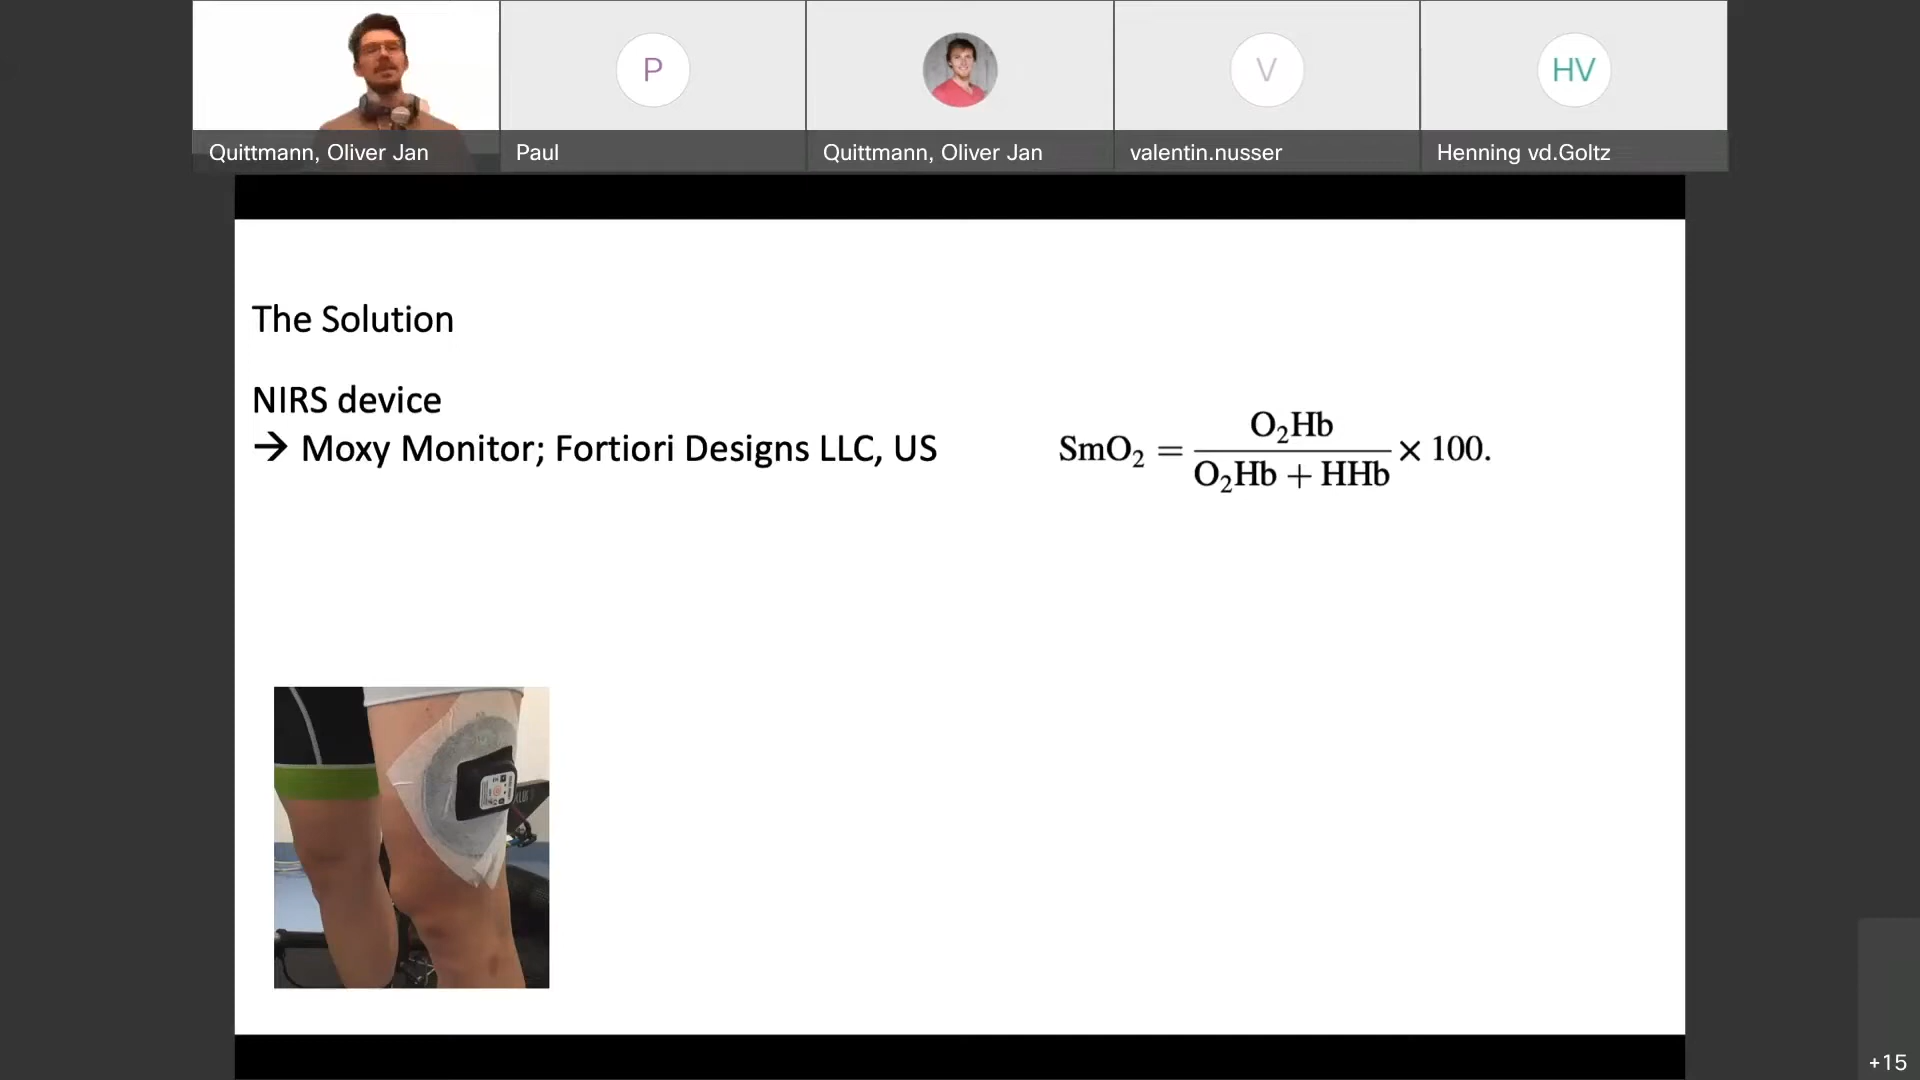 P
V
HV
Quittmann, Oliver Jan
Paul
Quittmann, Oliver Jan
valentin.nusser
Henning vd.Goltz
The Solution
NIRS device
→ Moxy Monitor; Fortiori Designs LLC, US
SmO₂ = O₂Hb / (O₂Hb + HHb) × 100.
+15